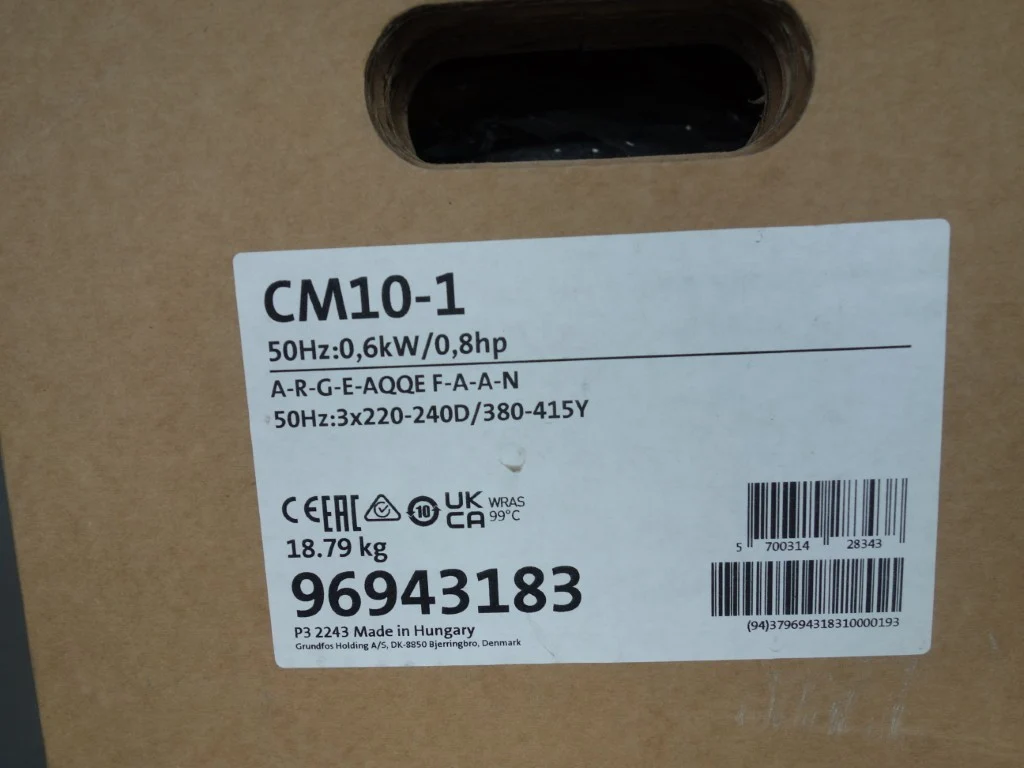 CM10-1
50Hz:0,6kW/0,8hp
A-R-G-E-AQQE F-A-A-N
50Hz:3x220-240D/380-415Y
CE EAC 10 UK CA WRAS 99°C
18.79 kg
96943183
P3 2243 Made in Hungary
Grundfos Holding A/S, DK-8850 Bjerringbro, Denmark
5 700314 28343
(94)379694318310000193